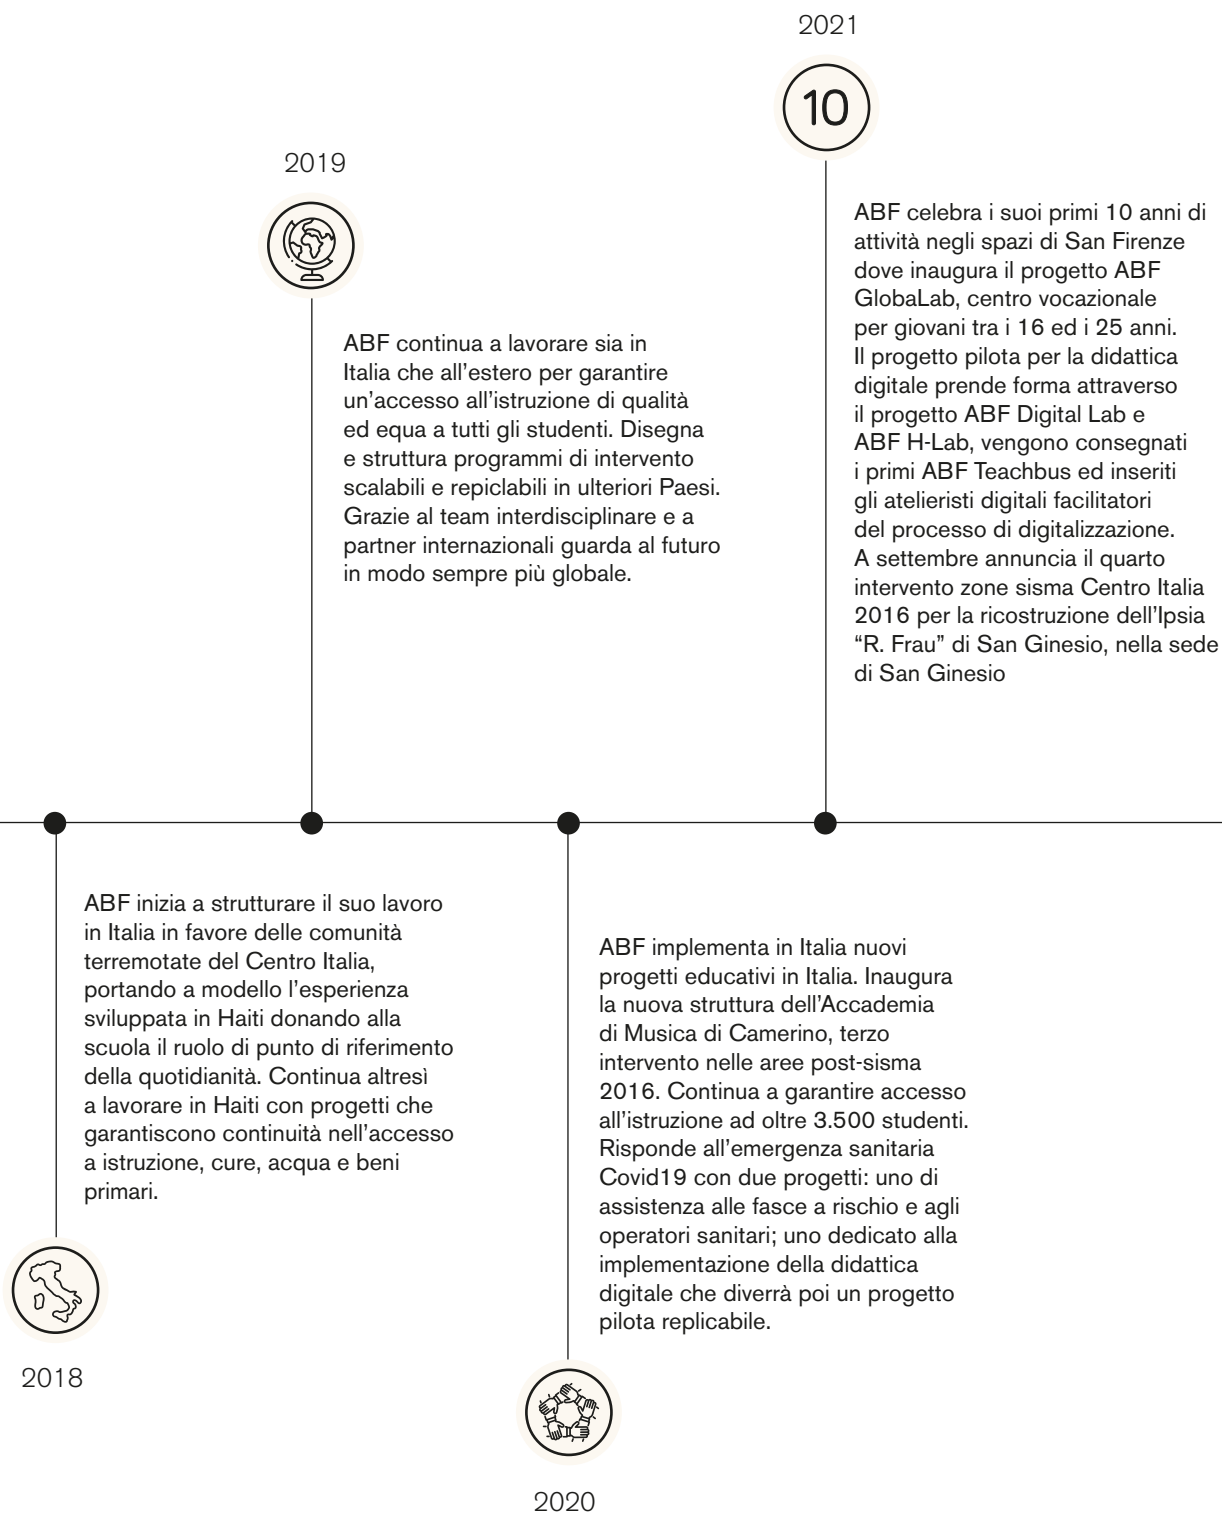 2018
ABF inizia a strutturare il suo lavoro
in Italia in favore delle comunità
terremotate del Centro Italia,
portando a modello l'esperienza
sviluppata in Haiti donando alla
scuola il ruolo di punto di riferimento
della quotidianità. Continua altresì
a lavorare in Haiti con progetti che
garantiscono continuità nell'accesso
a istruzione, cure, acqua e beni
primari.
2019
ABF continua a lavorare sia in
Italia che all'estero per garantire
un'accesso all'istruzione di qualità
ed equa a tutti gli studenti. Disegna
e struttura programmi di intervento
scalabili e repiclabili in ulteriori Paesi.
Grazie al team interdisciplinare e a
partner internazionali guarda al futuro
in modo sempre più globale.
2020
ABF implementa in Italia nuovi
progetti educativi in Italia. Inaugura
la nuova struttura dell'Accademia
di Musica di Camerino, terzo
intervento nelle aree post-sisma
2016. Continua a garantire accesso
all'istruzione ad oltre 3.500 studenti.
Risponde all'emergenza sanitaria
Covid19 con due progetti: uno di
assistenza alle fasce a rischio e agli
operatori sanitari; uno dedicato alla
implementazione della didattica
digitale che diverrà poi un progetto
pilota replicabile.
2021
10
ABF celebra i suoi primi 10 anni di
attività negli spazi di San Firenze
dove inaugura il progetto ABF
GlobaLab, centro vocazionale
per giovani tra i 16 ed i 25 anni.
Il progetto pilota per la didattica
digitale prende forma attraverso
il progetto ABF Digital Lab e
ABF H-Lab, vengono consegnati
i primi ABF Teachbus ed inseriti
gli atelieristi digitali facilitatori
del processo di digitalizzazione.
A settembre annuncia il quarto
intervento zone sisma Centro Italia
2016 per la ricostruzione dell'Ipsia
“R. Frau” di San Ginesio, nella sede
di San Ginesio